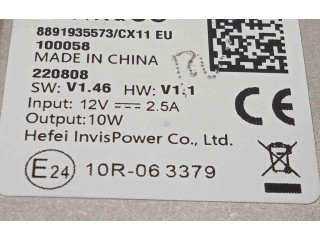 8891935573/CX11 EU
100058
MADE IN CHINA
220808
SW: V1.46 HW: V1.1
Input: 12V⎓2.5A
Output:10W
Hefei InvisPower Co., Ltd.
E24 10R-06 3379